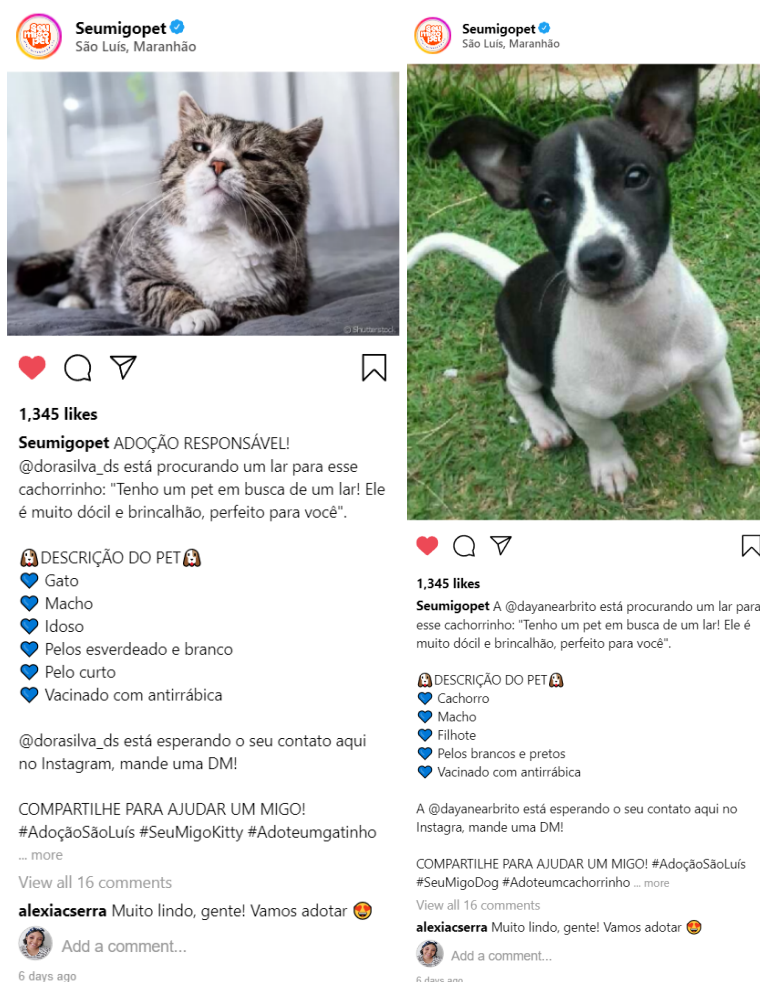 Seumigopet
São Luís, Maranhão
© Shutterstock
1,345 likes
Seumigopet ADOÇÃO RESPONSÁVEL!
@dorasilva_ds está procurando um lar para esse
cachorrinho: "Tenho um pet em busca de um lar! Ele
é muito dócil e brincalhão, perfeito para você".
DESCRIÇÃO DO PET
Gato
Macho
Idoso
Pelos esverdeado e branco
Pelo curto
Vacinado com antirrábica
@dorasilva_ds está esperando o seu contato aqui
no Instagram, mande uma DM!
COMPARTILHE PARA AJUDAR UM MIGO!
#AdoçãoSãoLuís #SeuMigoKitty #Adoteumgatinho
... more
View all 16 comments
alexiacserra Muito lindo, gente! Vamos adotar 😍
Add a comment...
6 days ago
Seumigopet
São Luís, Maranhão
1,345 likes
Seumigopet A @dayanearbrito está procurando um lar para
esse cachorrinho: "Tenho um pet em busca de um lar! Ele é
muito dócil e brincalhão, perfeito para você".
DESCRIÇÃO DO PET
Cachorro
Macho
Filhote
Pelos brancos e pretos
Vacinado com antirrábica
A @dayanearbrito está esperando o seu contato aqui no
Instagra, mande uma DM!
COMPARTILHE PARA AJUDAR UM MIGO! #AdoçãoSãoLuís
#SeuMigoDog #Adoteumcachorrinho ... more
View all 16 comments
alexiacserra Muito lindo, gente! Vamos adotar 😍
Add a comment...
6 days ago